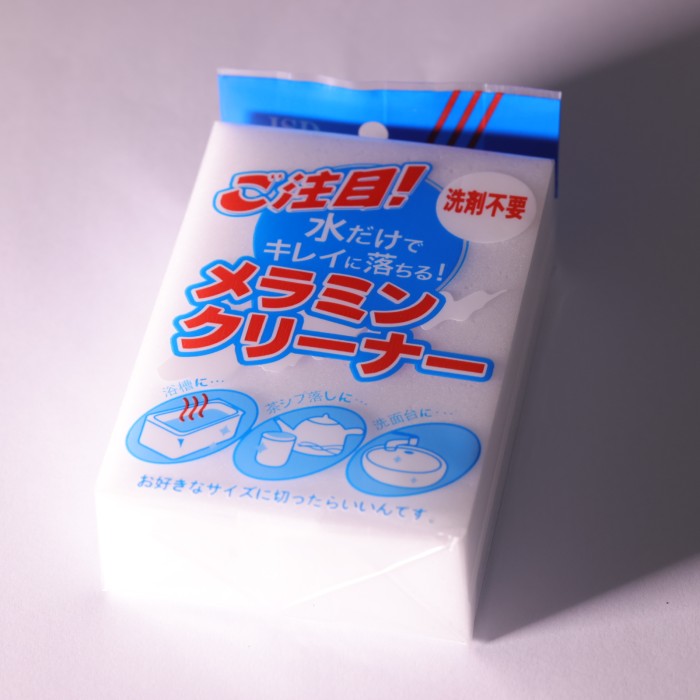 ご注目!
洗剤不要
水だけで
キレイに落ちる!
メラミン
クリーナー
浴槽に…
茶シブ落しに…
洗面台に…
お好きなサイズに切ったらいいんです。